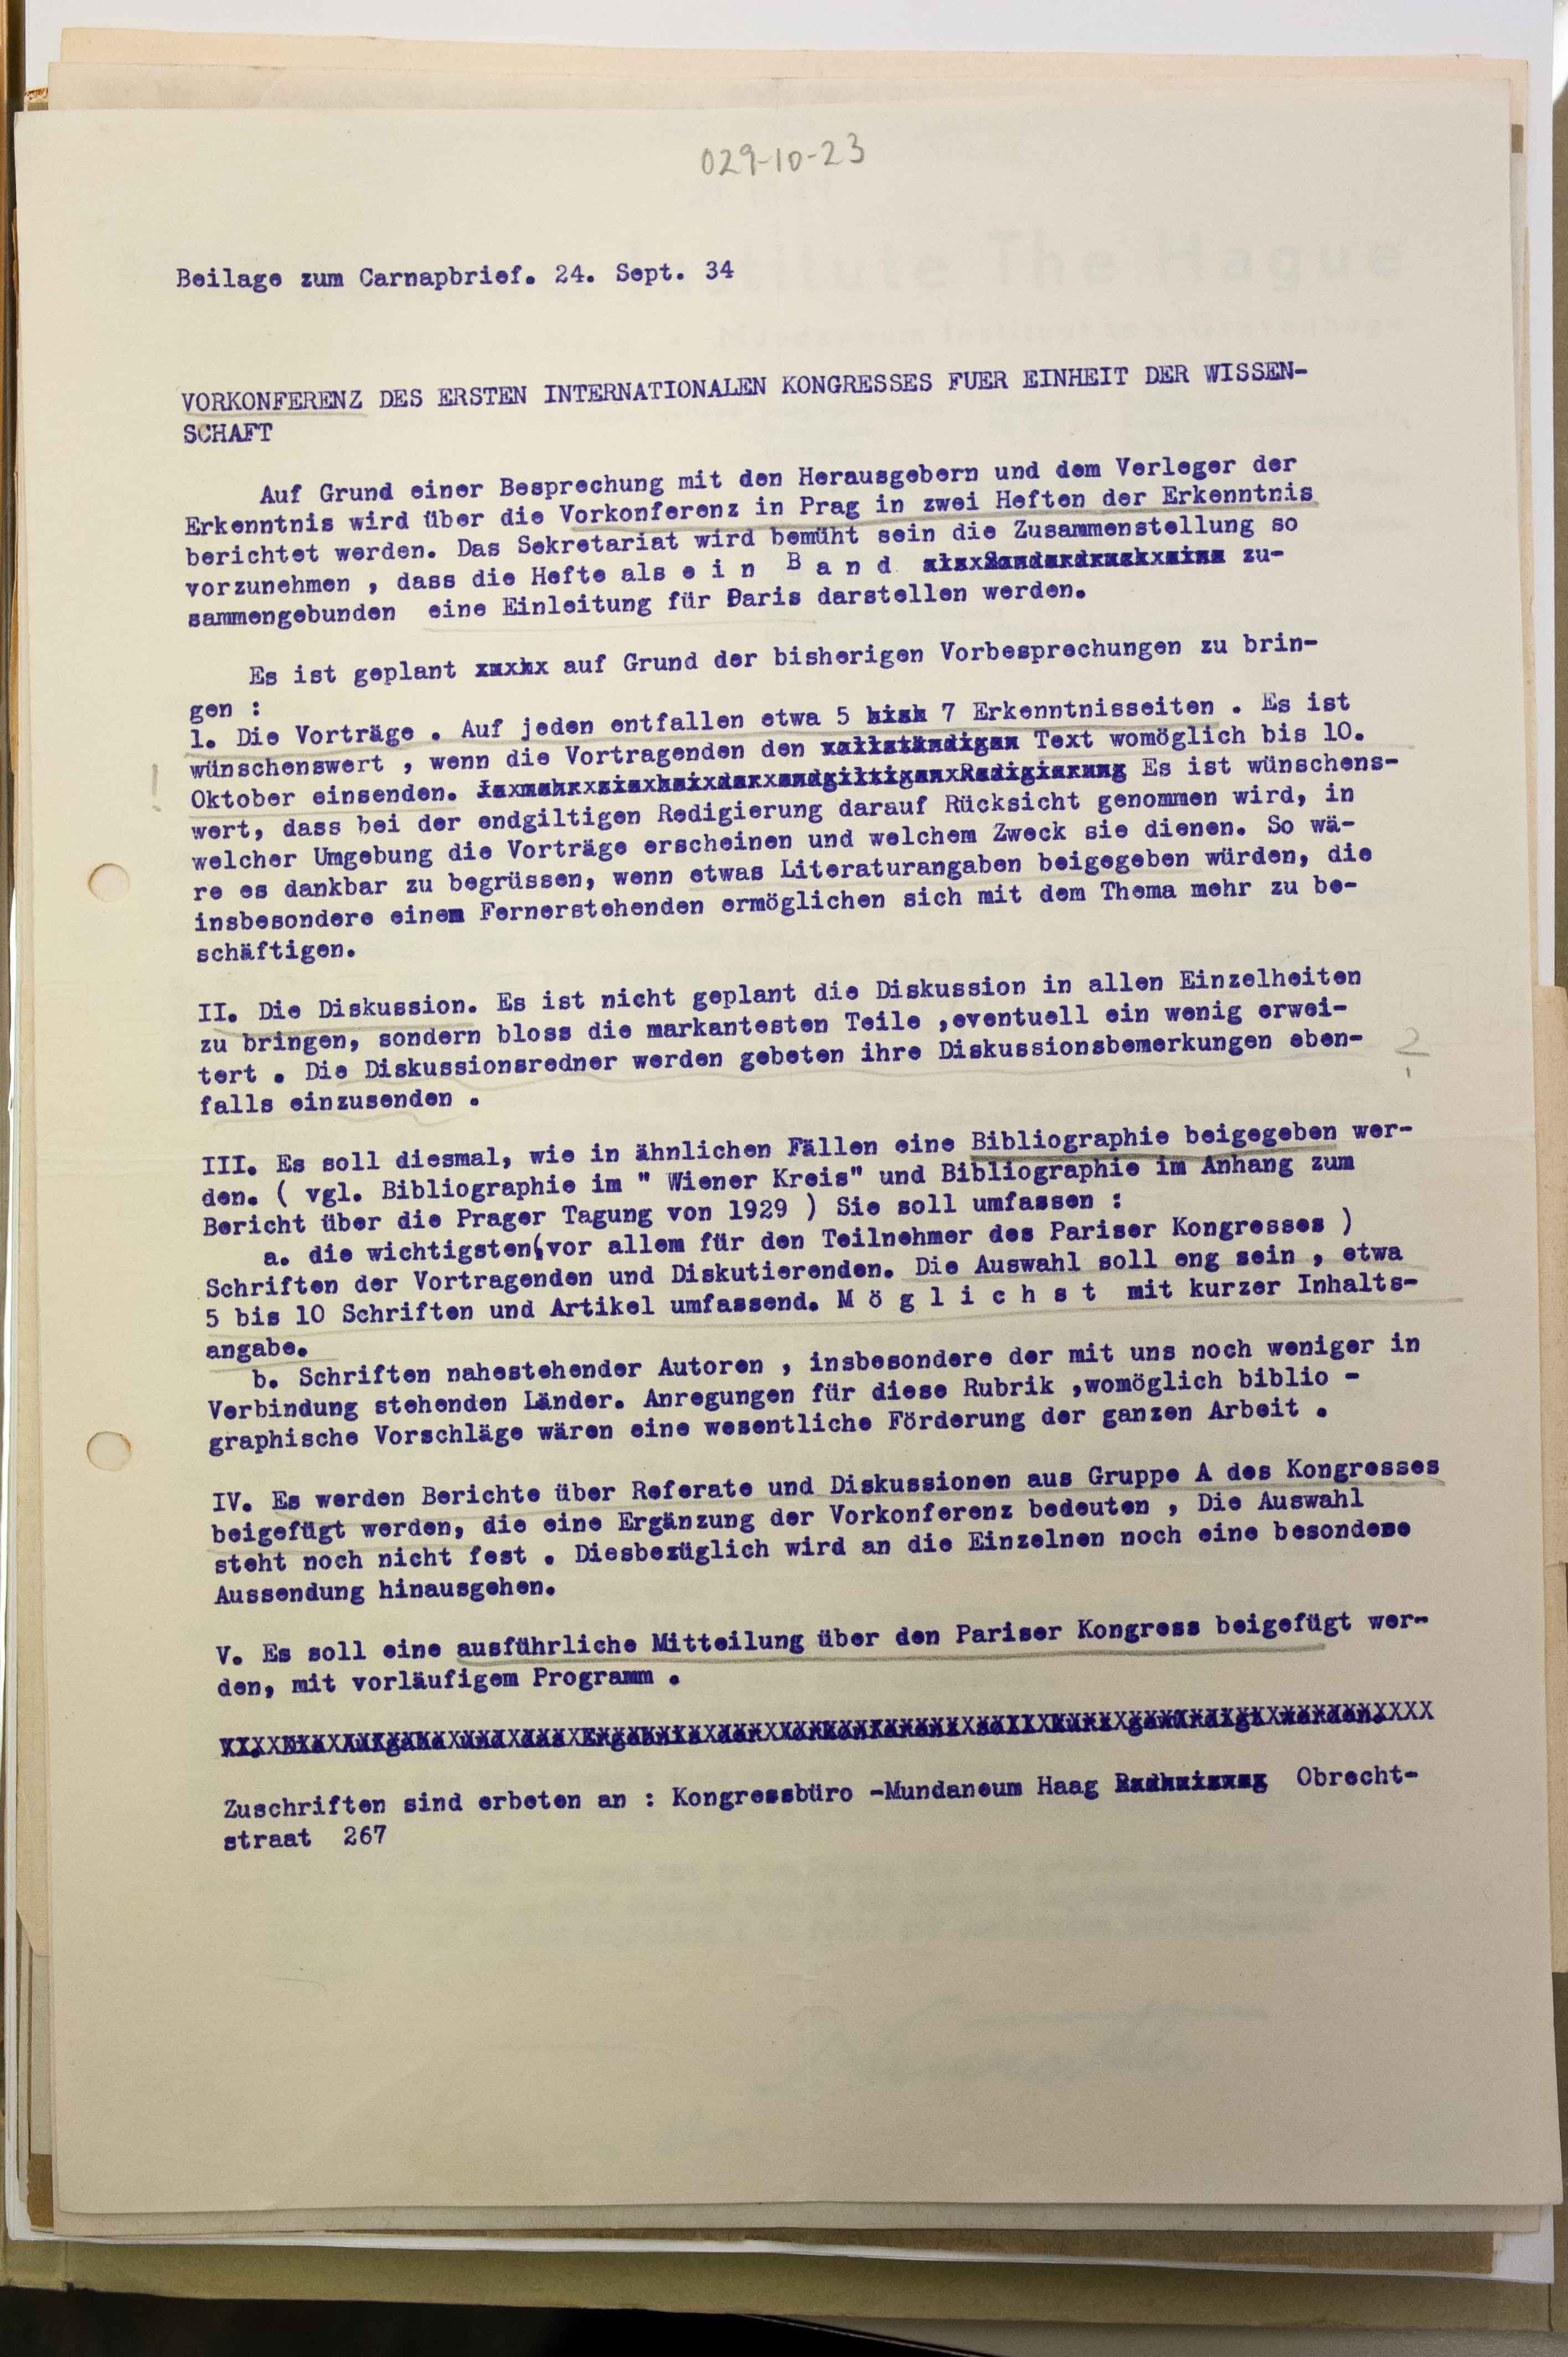 029-10-23
Beilage zum Carnapbrief. 24. Sept. 34
VORKONFERENZ DES ERSTEN INTERNATIONALEN KONGRESSES FUER EINHEIT DER WISSEN-
SCHAFT
Auf Grund einer Besprechung mit den Herausgebern und dem Verleger der
Erkenntnis wird über die Vorkonferenz in Prag in zwei Heften der Erkenntnis
berichtet werden. Das Sekretariat wird bemüht sein die Zusammenstellung so
vorzunehmen , dass die Hefte als e i n B a n d zu-
sammengebunden eine Einleitung für Paris darstellen werden.
Es ist geplant auf Grund der bisherigen Vorbesprechungen zu brin-
gen :
1. Die Vorträge . Auf jeden entfallen etwa 5 bis 7 Erkenntnisseiten . Es ist
wünschenswert , wenn die Vortragenden den Text womöglich bis 10.
! Oktober einsenden. Es ist wünschens-
wert, dass bei der endgiltigen Redigierung darauf Rücksicht genommen wird, in
welcher Umgebung die Vorträge erscheinen und welchem Zweck sie dienen. So wä-
re es dankbar zu begrüssen, wenn etwas Literaturangaben beigegeben würden, die
insbesondere einem Fernerstehenden ermöglichen sich mit dem Thema mehr zu be-
schäftigen.
II. Die Diskussion. Es ist nicht geplant die Diskussion in allen Einzelheiten
zu bringen, sondern bloss die markantesten Teile ,eventuell ein wenig erwei-
tert . Die Diskussionsredner werden gebeten ihre Diskussionsbemerkungen eben- ?
falls einzusenden .
III. Es soll diesmal, wie in ähnlichen Fällen eine Bibliographie beigegeben wer-
den. ( vgl. Bibliographie im " Wiener Kreis" und Bibliographie im Anhang zum
Bericht über die Prager Tagung von 1929 ) Sie soll umfassen :
a. die wichtigsten(vor allem für den Teilnehmer des Pariser Kongresses )
Schriften der Vortragenden und Diskutierenden. Die Auswahl soll eng sein , etwa
5 bis 10 Schriften und Artikel umfassend. M ö g l i c h s t mit kurzer Inhalts-
angabe.
b. Schriften nahestehender Autoren , insbesondere der mit uns noch weniger in
Verbindung stehenden Länder. Anregungen für diese Rubrik ,womöglich biblio -
graphische Vorschläge wären eine wesentliche Förderung der ganzen Arbeit .
IV. Es werden Berichte über Referate und Diskussionen aus Gruppe A des Kongresses
beigefügt werden, die eine Ergänzung der Vorkonferenz bedeuten , Die Auswahl
steht noch nicht fest . Diesbezüglich wird an die Einzelnen noch eine besondere
Aussendung hinausgehen.
V. Es soll eine ausführliche Mitteilung über den Pariser Kongress beigefügt wer-
den, mit vorläufigem Programm .
Zuschriften sind erbeten an : Kongressbüro -Mundaneum Haag Obrecht-
straat 267